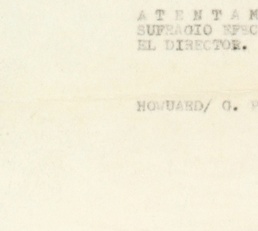 A T E N T A M
SUFRAGIO EFEC
EL DIRECTOR.
HOWUARD/ G.